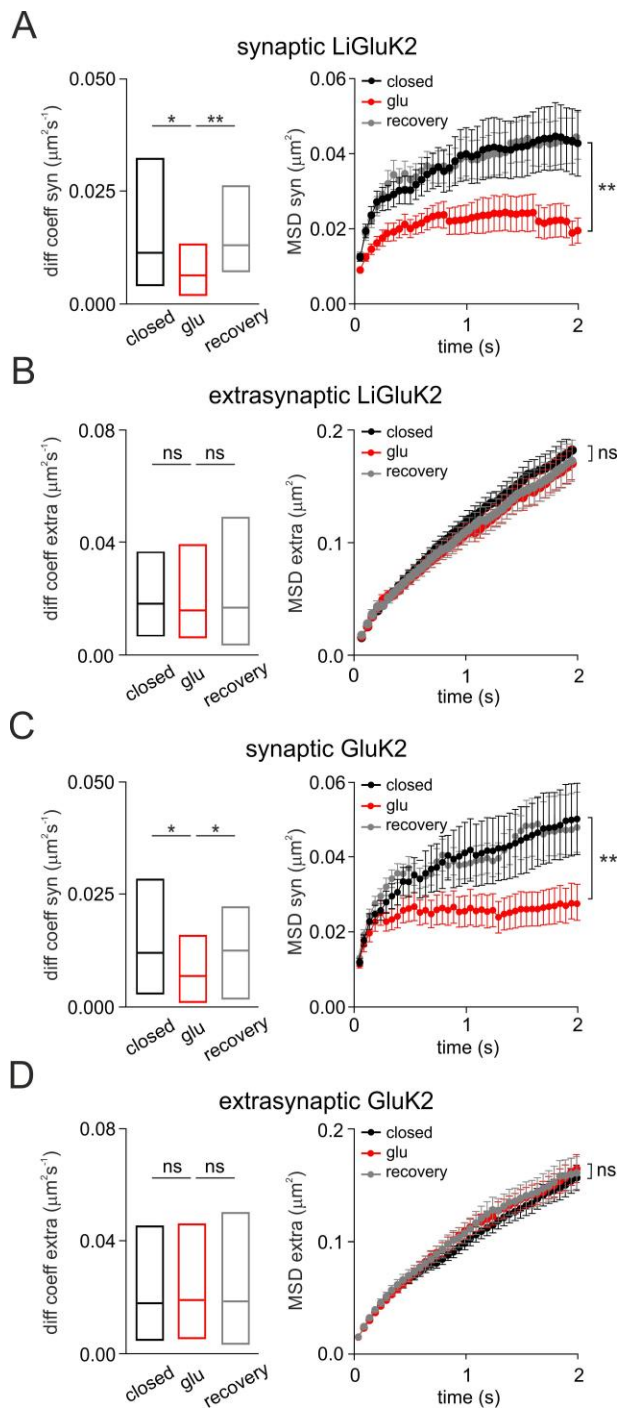 A
synaptic LiGluK2
diff coeff syn (μm²s⁻¹)
0.050
0.025
0.000
* **
closed glu recovery
MSD syn (μm²)
0.06
0.04
0.02
0.00
closed
glu
recovery
**
0 1 2
time (s)
B
extrasynaptic LiGluK2
diff coeff extra (μm²s⁻¹)
0.08
0.04
0.00
ns ns
closed glu recovery
MSD extra (μm²)
0.2
0.1
0.0
closed
glu
recovery
ns
0 1 2
time (s)
C
synaptic GluK2
diff coeff syn (μm²s⁻¹)
0.050
0.025
0.000
* *
closed glu recovery
MSD syn (μm²)
0.06
0.04
0.02
0.00
closed
glu
recovery
**
0 1 2
time (s)
D
extrasynaptic GluK2
diff coeff extra (μm²s⁻¹)
0.08
0.04
0.00
ns ns
closed glu recovery
MSD extra (μm²)
0.2
0.1
0.0
closed
glu
recovery
ns
0 1 2
time (s)